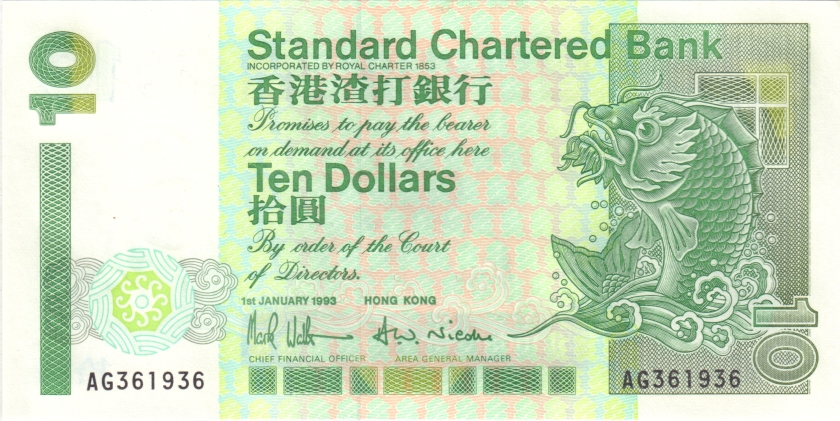 10
Standard Chartered Bank
INCORPORATED BY ROYAL CHARTER 1853
香港渣打銀行
Promises to pay the bearer
on demand at its office here
Ten Dollars
拾圓
By order of the Court
of Directors.
1st JANUARY 1993 HONG KONG
Mark
CHIEF FINANCIAL OFFICER AREA GENERAL MANAGER
AG361936 AG361936
10